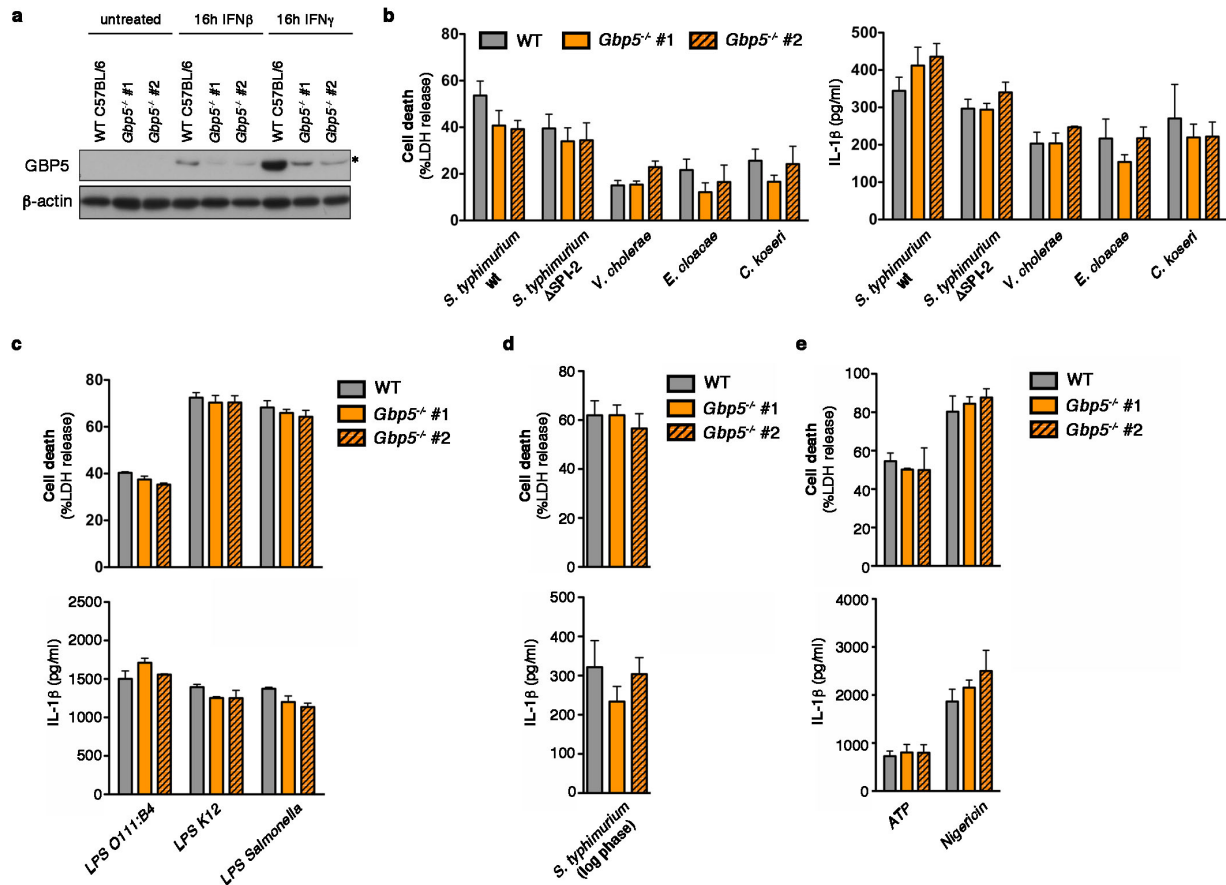 a
untreated
16h IFNβ
16h IFNγ
WT C57BL/6
Gbp5-/- #1
Gbp5-/- #2
WT C57BL/6
Gbp5-/- #1
Gbp5-/- #2
WT C57BL/6
Gbp5-/- #1
Gbp5-/- #2
GBP5
*
β-actin
b
WT
Gbp5-/- #1
Gbp5-/- #2
Cell death
(%LDH release)
80
60
40
20
0
S. typhimurium
wt
S. typhimurium
ΔSPI-2
V. cholerae
E. cloacae
C. koseri
IL-1β (pg/ml)
500
400
300
200
100
0
S. typhimurium
wt
S. typhimurium
ΔSPI-2
V. cholerae
E. cloacae
C. koseri
c
WT
Gbp5-/- #1
Gbp5-/- #2
Cell death
(%LDH release)
80
60
40
20
0
IL-1β (pg/ml)
2500
1500
1500
1000
500
0
LPS O111:B4
LPS K12
LPS Salmonella
d
WT
Gbp5-/- #1
Gbp5-/- #2
Cell death
(%LDH release)
80
60
40
20
0
IL-1β (pg/ml)
500
400
300
200
100
0
S. typhimurium
(log phase)
e
WT
Gbp5-/- #1
Gbp5-/- #2
Cell death
(%LDH release)
100
80
60
80
20
0
IL-1β (pg/ml)
4000
3000
2000
1000
0
ATP
Nigericin